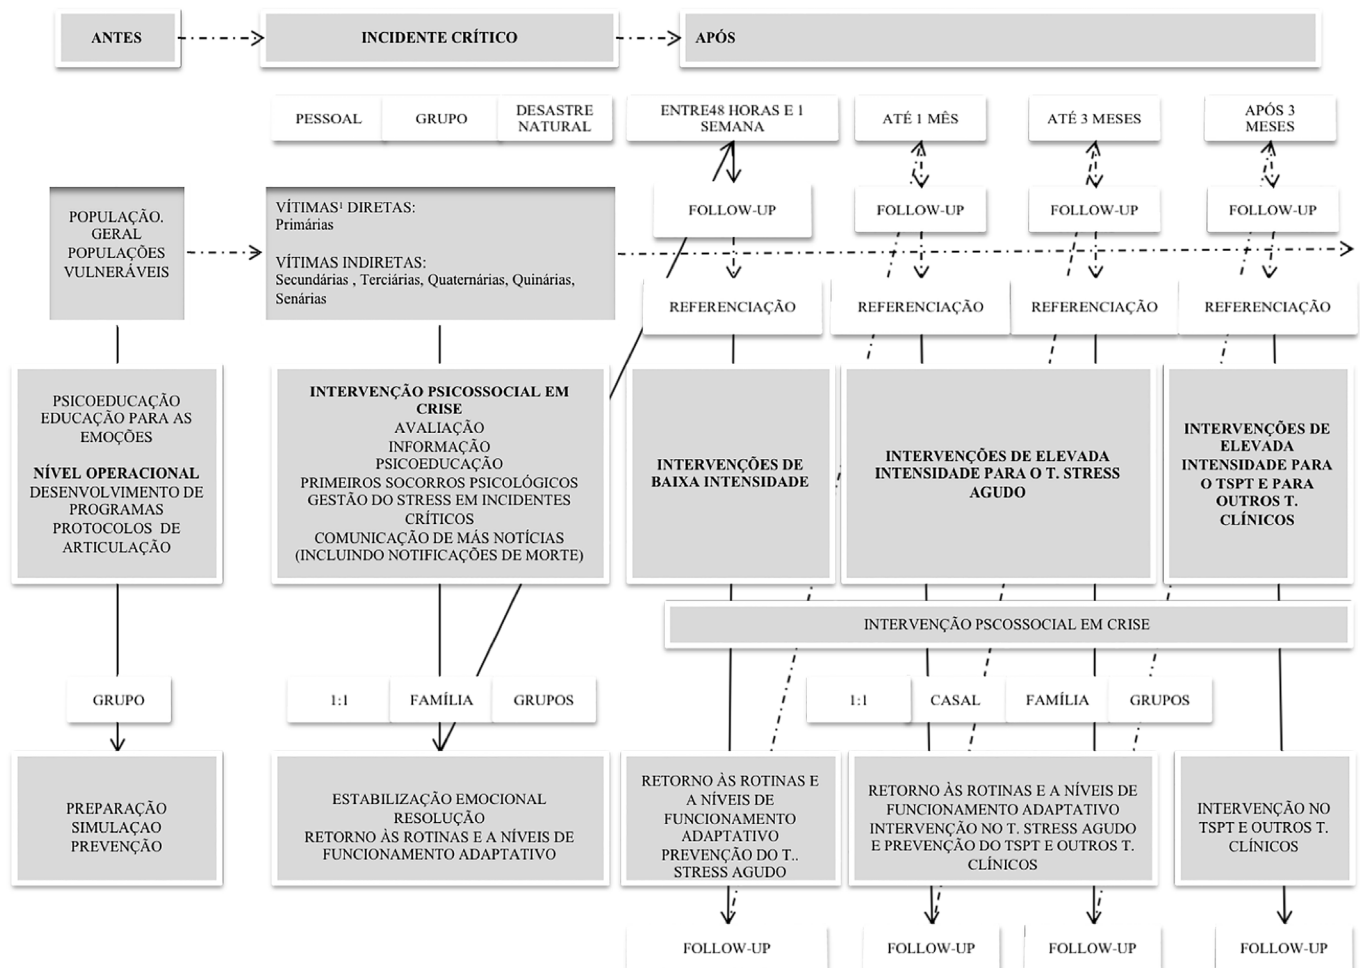 ANTES
INCIDENTE CRÍTICO
APÓS
PESSOAL
GRUPO
DESASTRE
NATURAL
ENTRE48 HORAS E 1
SEMANA
ATÉ 1 MÊS
ATÉ 3 MESES
APÓS 3
MESES
POPULAÇÃO.
GERAL
POPULAÇÕES
VULNERÁVEIS
VÍTIMAS¹ DIRETAS:
Primárias
VÍTIMAS INDIRETAS:
Secundárias , Terciárias, Quaternárias, Quinárias,
Senárias
FOLLOW-UP
FOLLOW-UP
FOLLOW-UP
FOLLOW-UP
REFERENCIAÇÃO
REFERENCIAÇÃO
REFERENCIAÇÃO
REFERENCIAÇÃO
PSICOEDUCAÇÃO
EDUCAÇÃO PARA AS
EMOÇÕES
NÍVEL OPERACIONAL
DESENVOLVIMENTO DE
PROGRAMAS
PROTOCOLOS DE
ARTICULAÇÃO
INTERVENÇÃO PSICOSSOCIAL EM
CRISE
AVALIAÇÃO
INFORMAÇÃO
PSICOEDUCAÇÃO
PRIMEIROS SOCORROS PSICOLÓGICOS
GESTÃO DO STRESS EM INCIDENTES
CRÍTICOS
COMUNICAÇÃO DE MÁS NOTÍCIAS
(INCLUINDO NOTIFICAÇÕES DE MORTE)
INTERVENÇÕES DE
BAIXA INTENSIDADE
INTERVENÇÕES DE ELEVADA
INTENSIDADE PARA O T. STRESS
AGUDO
INTERVENÇÕES DE
ELEVADA
INTENSIDADE PARA
O TSPT E PARA
OUTROS T.
CLÍNICOS
INTERVENÇÃO PSCOSSOCIAL EM CRISE
GRUPO
1:1
FAMÍLIA
GRUPOS
1:1
CASAL
FAMÍLIA
GRUPOS
PREPARAÇÃO
SIMULAÇAO
PREVENÇÃO
ESTABILIZAÇÃO EMOCIONAL
RESOLUÇÃO
RETORNO ÀS ROTINAS E A NÍVEIS DE
FUNCIONAMENTO ADAPTATIVO
RETORNO ÀS ROTINAS E
A NÍVEIS DE
FUNCIONAMENTO
ADAPTATIVO
PREVENÇÃO DO T..
STRESS AGUDO
RETORNO ÀS ROTINAS E A NÍVEIS DE
FUNCIONAMENTO ADAPTATIVO
INTERVENÇÃO NO T. STRESS AGUDO
E PREVENÇÃO DO TSPT E OUTROS T.
CLÍNICOS
INTERVENÇÃO NO
TSPT E OUTROS T.
CLÍNICOS
FOLLOW-UP
FOLLOW-UP
FOLLOW-UP
FOLLOW-UP